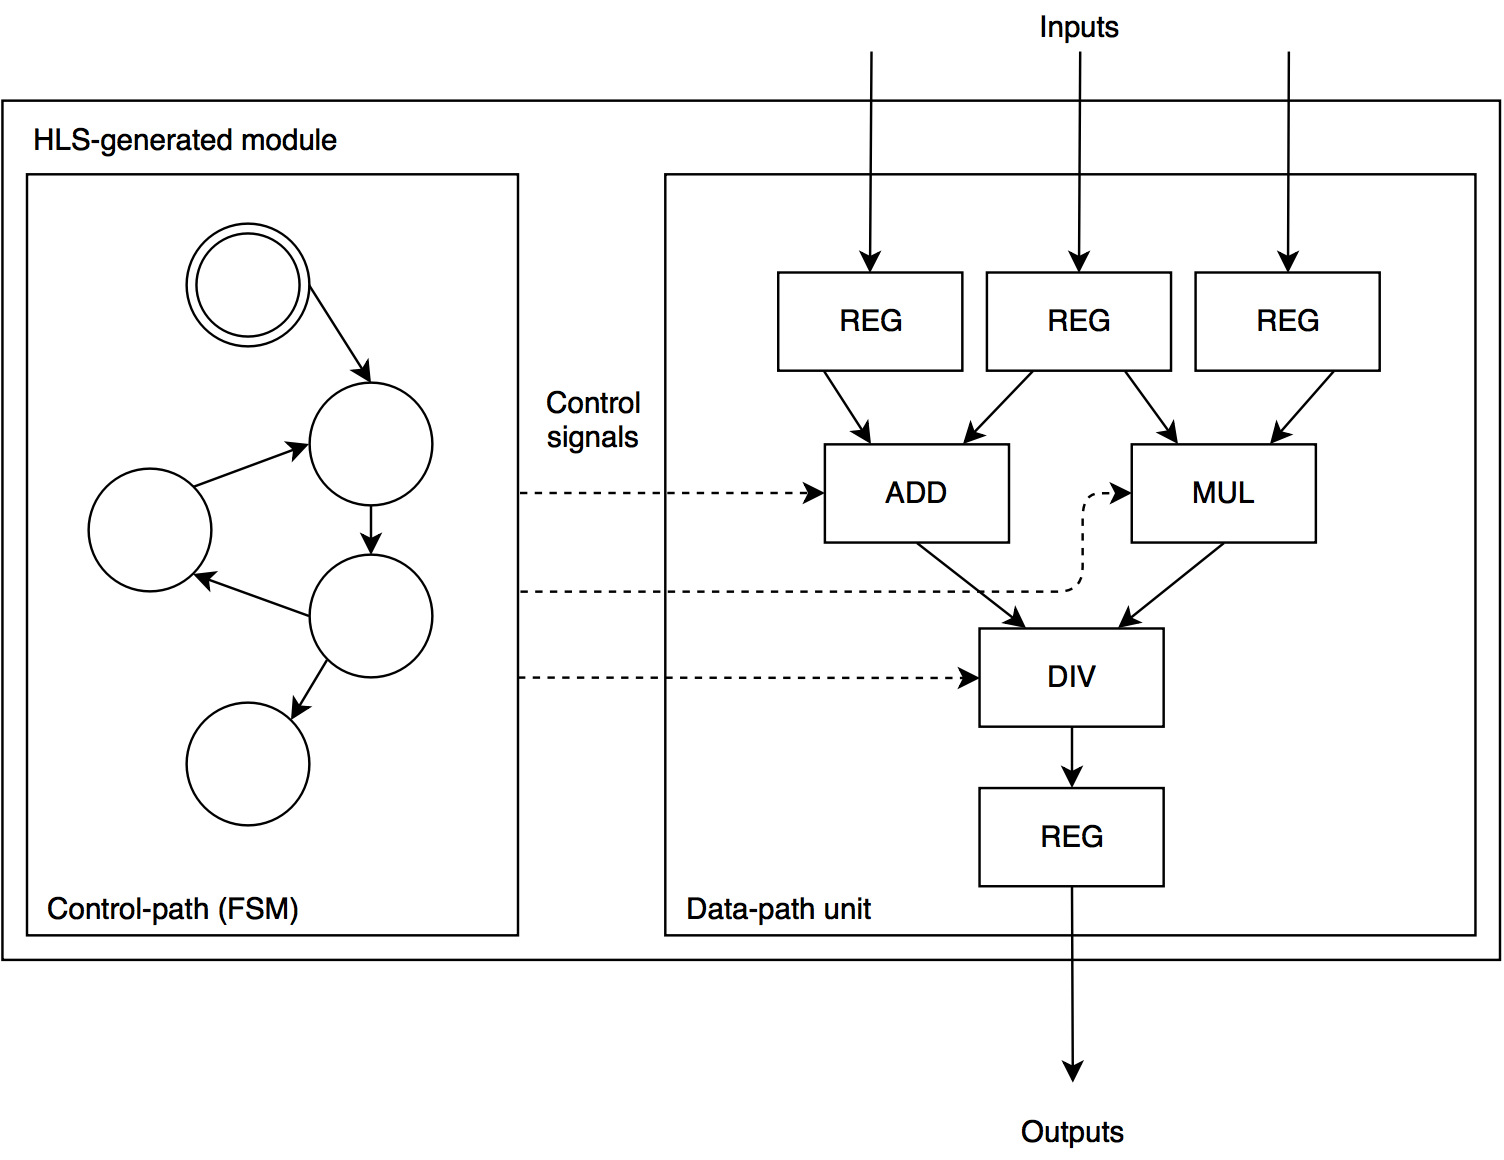 Inputs
HLS-generated module
REG
REG
REG
Control
signals
ADD
MUL
DIV
REG
Control-path (FSM)
Data-path unit
Outputs